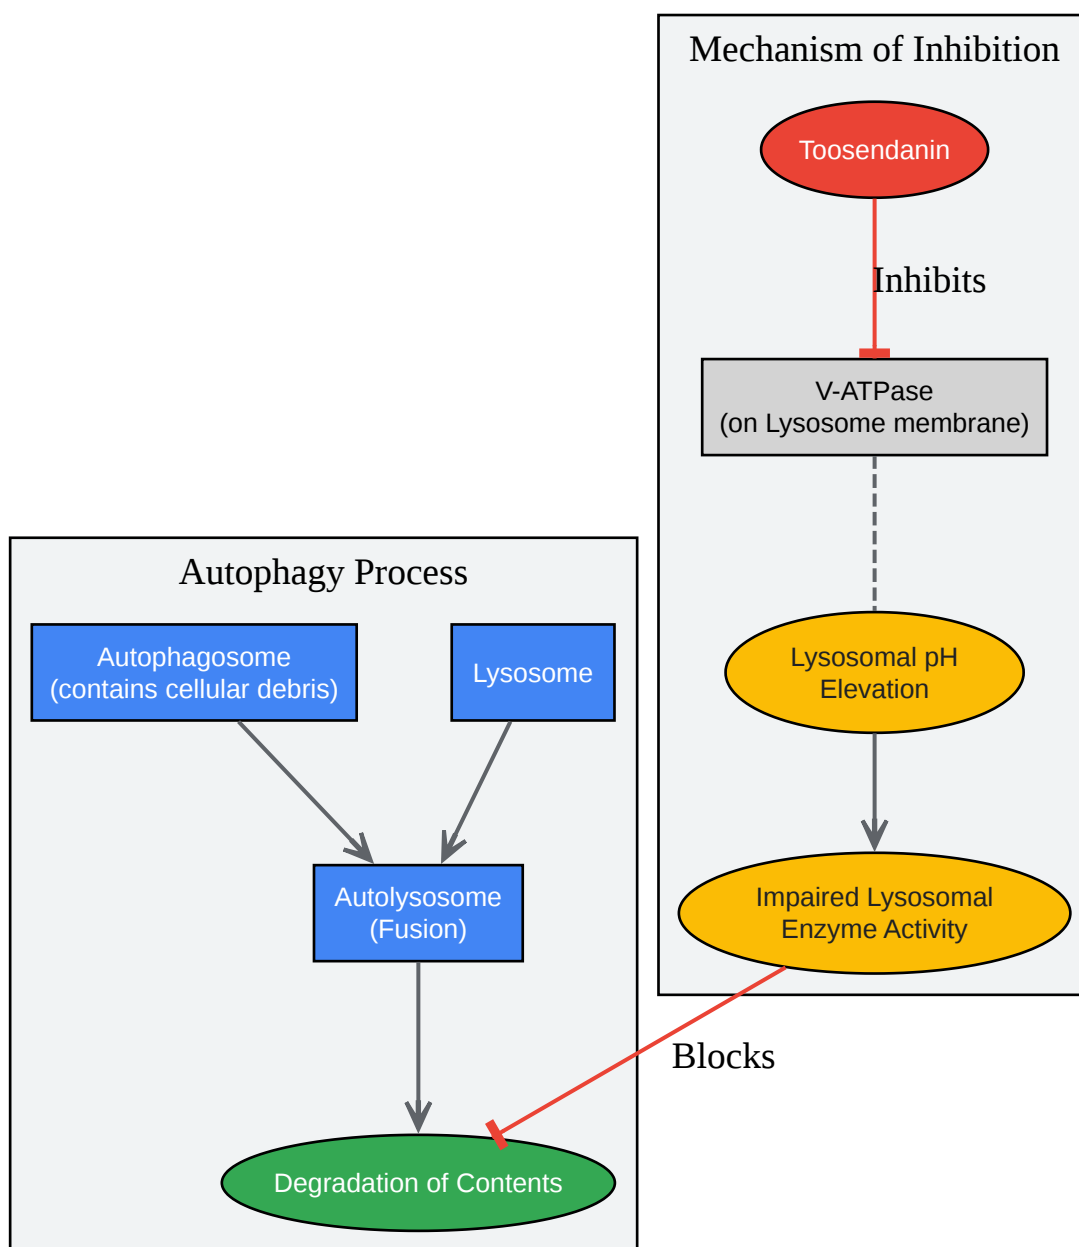 Mechanism of Inhibition
Toosendanin
Inhibits
V-ATPase
(on Lysosome membrane)
Lysosomal pH
Elevation
Impaired Lysosomal
Enzyme Activity
Blocks
Autophagy Process
Autophagosome
(contains cellular debris)
Lysosome
Autolysosome
(Fusion)
Degradation of Contents